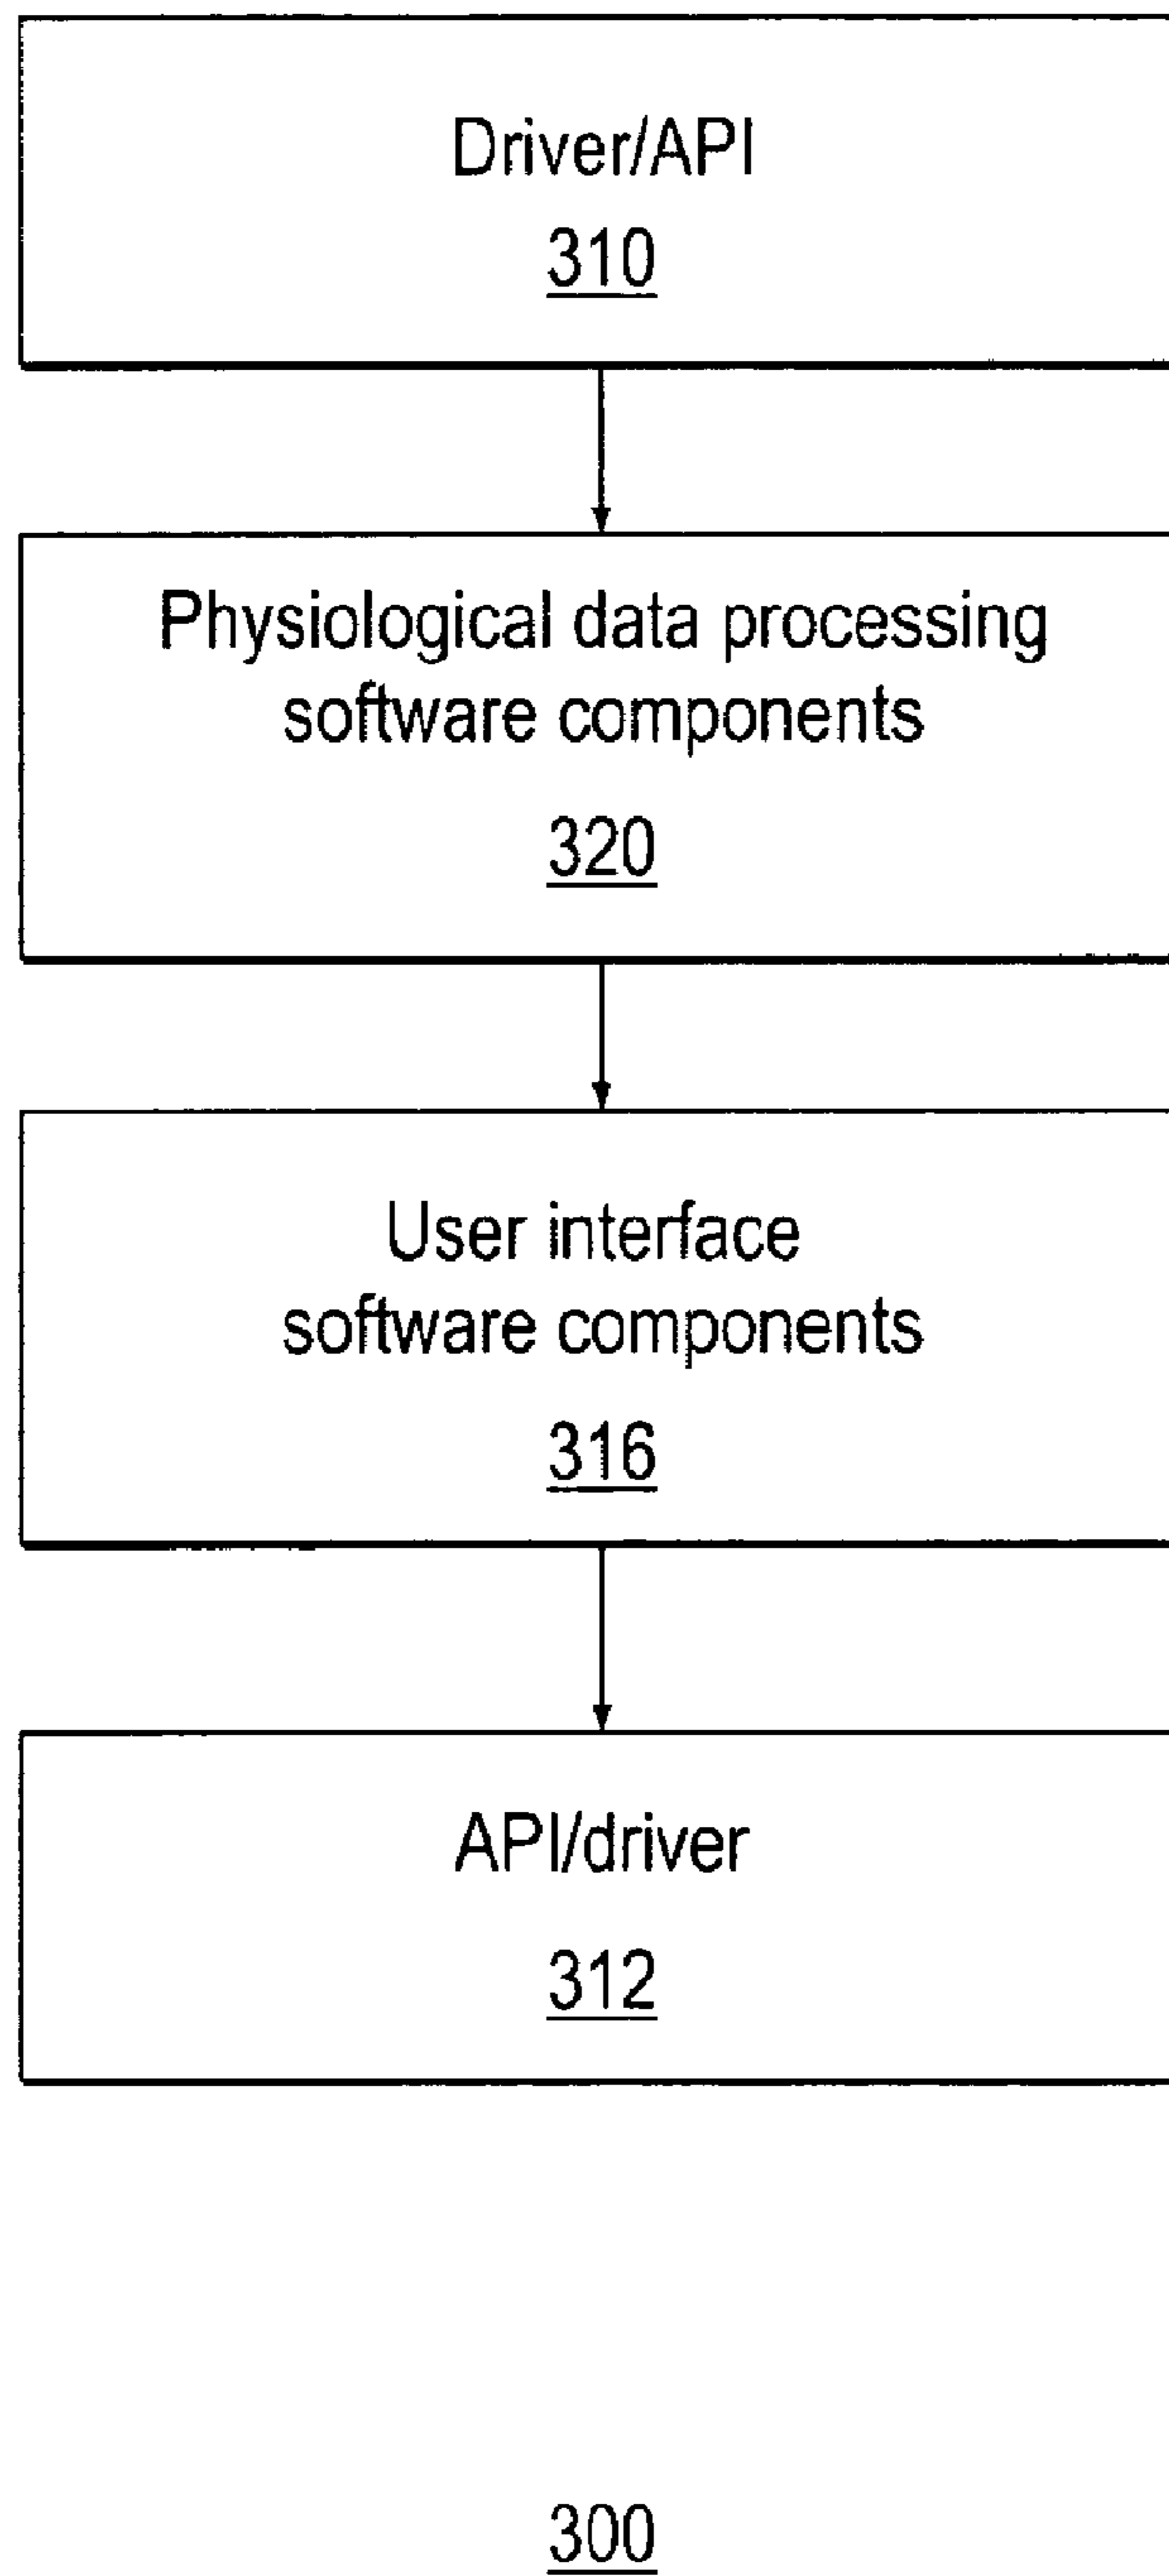 Driver/API
310
Physiological data processing
software components
320
User interface
software components
316
API/driver
312
300